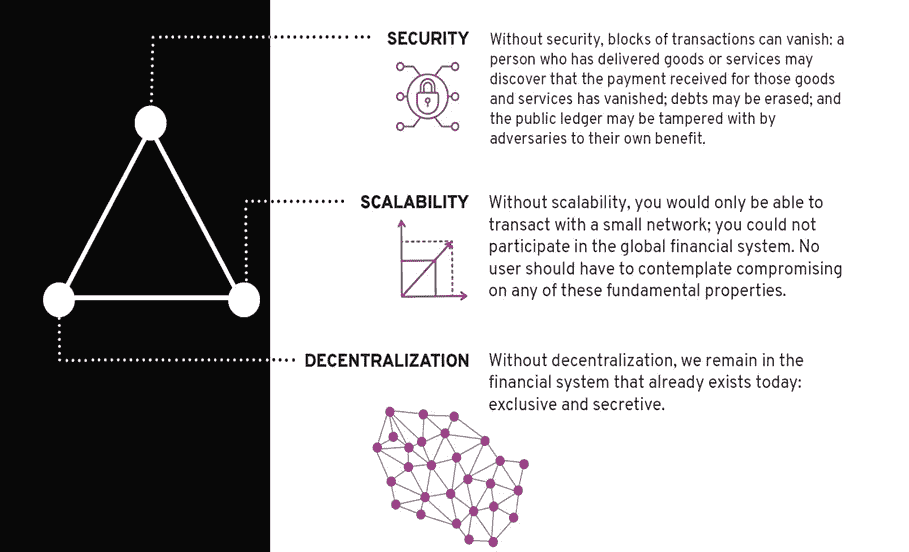 SECURITY
Without security, blocks of transactions can vanish: a
person who has delivered goods or services may
discover that the payment received for those goods
and services has vanished; debts may be erased; and
the public ledger may be tampered with by
adversaries to their own benefit.
SCALABILITY
Without scalability, you would only be able to
transact with a small network; you could not
participate in the global financial system. No
user should have to contemplate compromising
on any of these fundamental properties.
DECENTRALIZATION
Without decentralization, we remain in the
financial system that already exists today:
exclusive and secretive.